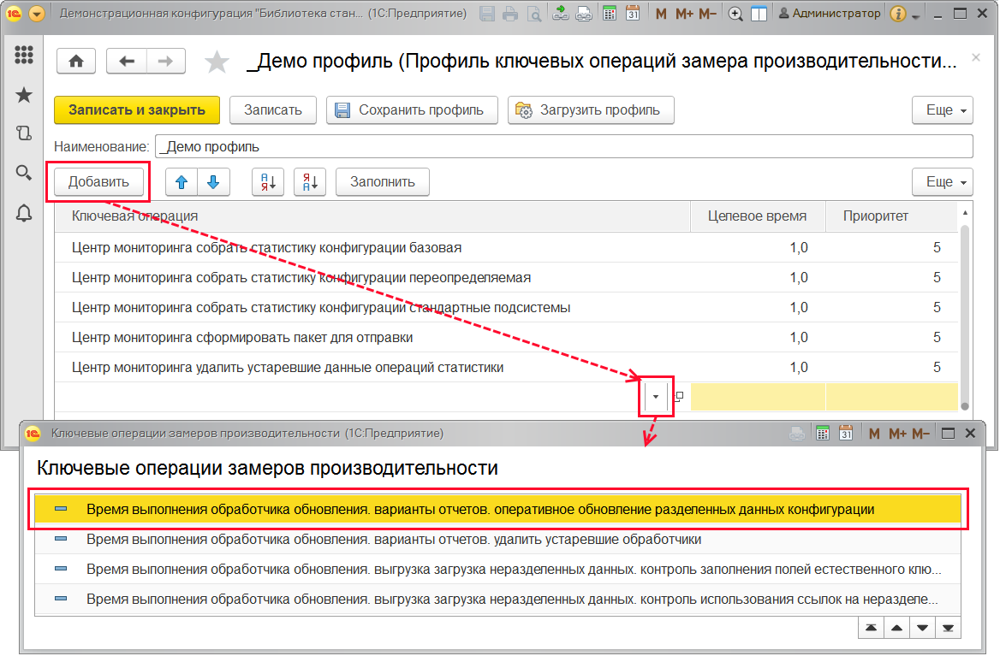 1С Демонстрационная конфигурация "Библиотека стан... (1С:Предприятие) 31 M M+ M− Администратор i
_Демо профиль (Профиль ключевых операций замера производительности...
Записать и закрыть Записать Сохранить профиль Загрузить профиль Еще
Наименование: _Демо профиль
Добавить А Я Я А Заполнить Еще
Ключевая операция Целевое время Приоритет
Центр мониторинга собрать статистику конфигурации базовая 1,0 5
Центр мониторинга собрать статистику конфигурации переопределяемая 1,0 5
Центр мониторинга собрать статистику конфигурации стандартные подсистемы 1,0 5
Центр мониторинга сформировать пакет для отправки 1,0 5
Центр мониторинга удалить устаревшие данные операций статистики 1,0 5
1С Ключевые операции замеров производительности (1С:Предприятие) 31 M M+ M−
Ключевые операции замеров производительности
Время выполнения обработчика обновления. варианты отчетов. оперативное обновление разделенных данных конфигурации
Время выполнения обработчика обновления. варианты отчетов. удалить устаревшие обработчики
Время выполнения обработчика обновления. выгрузка загрузка неразделенных данных. контроль заполнения полей естественного клю...
Время выполнения обработчика обновления. выгрузка загрузка неразделенных данных. контроль использования ссылок на неразделе...